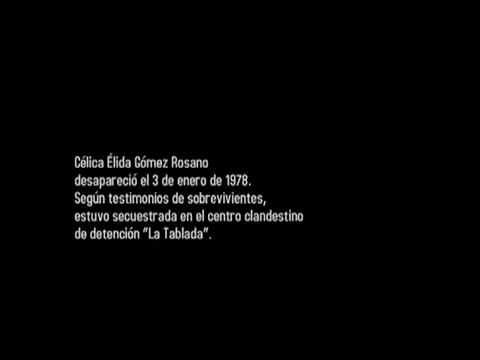 Célica Élida Gómez Rosano
desapareció el 3 de enero de 1978.
Según testimonios de sobrevivientes,
estuvo secuestrada en el centro clandestino
de detención "La Tablada".